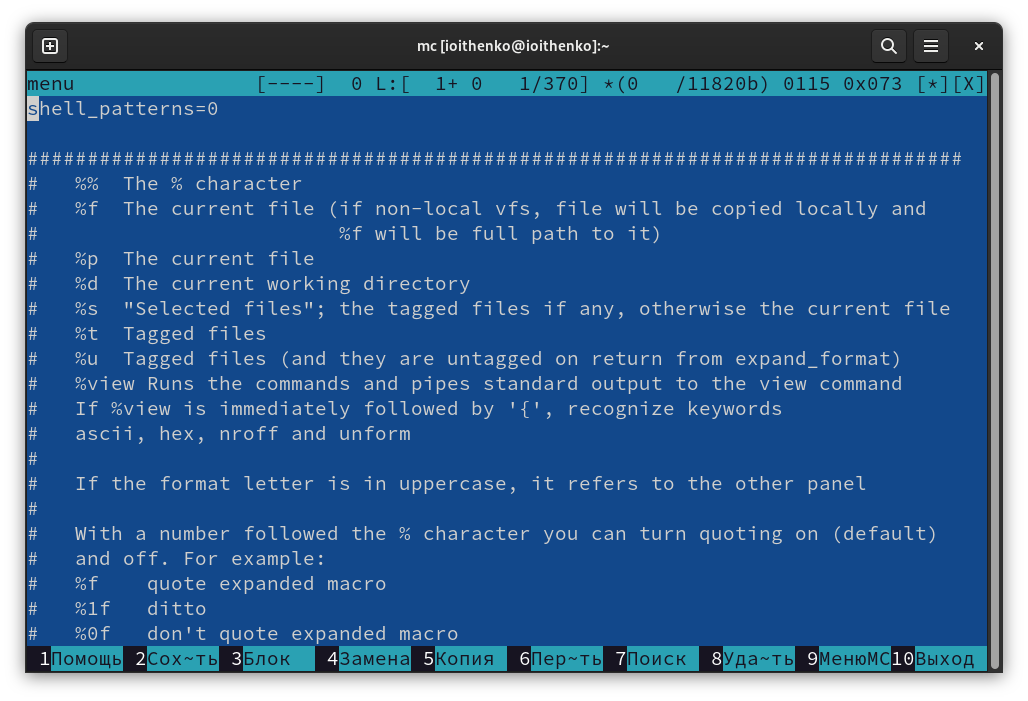 mc [ioithenko@ioithenko]:~
menu [----] 0 L:[ 1+ 0 1/370] *(0 /11820b) 0115 0x073 [*][X]
shell_patterns=0
##############################################################################
# %% The % character
# %f The current file (if non-local vfs, file will be copied locally and
# %f will be full path to it)
# %p The current file
# %d The current working directory
# %s "Selected files"; the tagged files if any, otherwise the current file
# %t Tagged files
# %u Tagged files (and they are untagged on return from expand_format)
# %view Runs the commands and pipes standard output to the view command
# If %view is immediately followed by '{', recognize keywords
# ascii, hex, nroff and unform
#
# If the format letter is in uppercase, it refers to the other panel
#
# With a number followed the % character you can turn quoting on (default)
# and off. For example:
# %f quote expanded macro
# %1f ditto
# %0f don't quote expanded macro
1Помощь 2Сох~ть 3Блок 4Замена 5Копия 6Пер~ть 7Поиск 8Уда~ть 9МенюMC10Выход